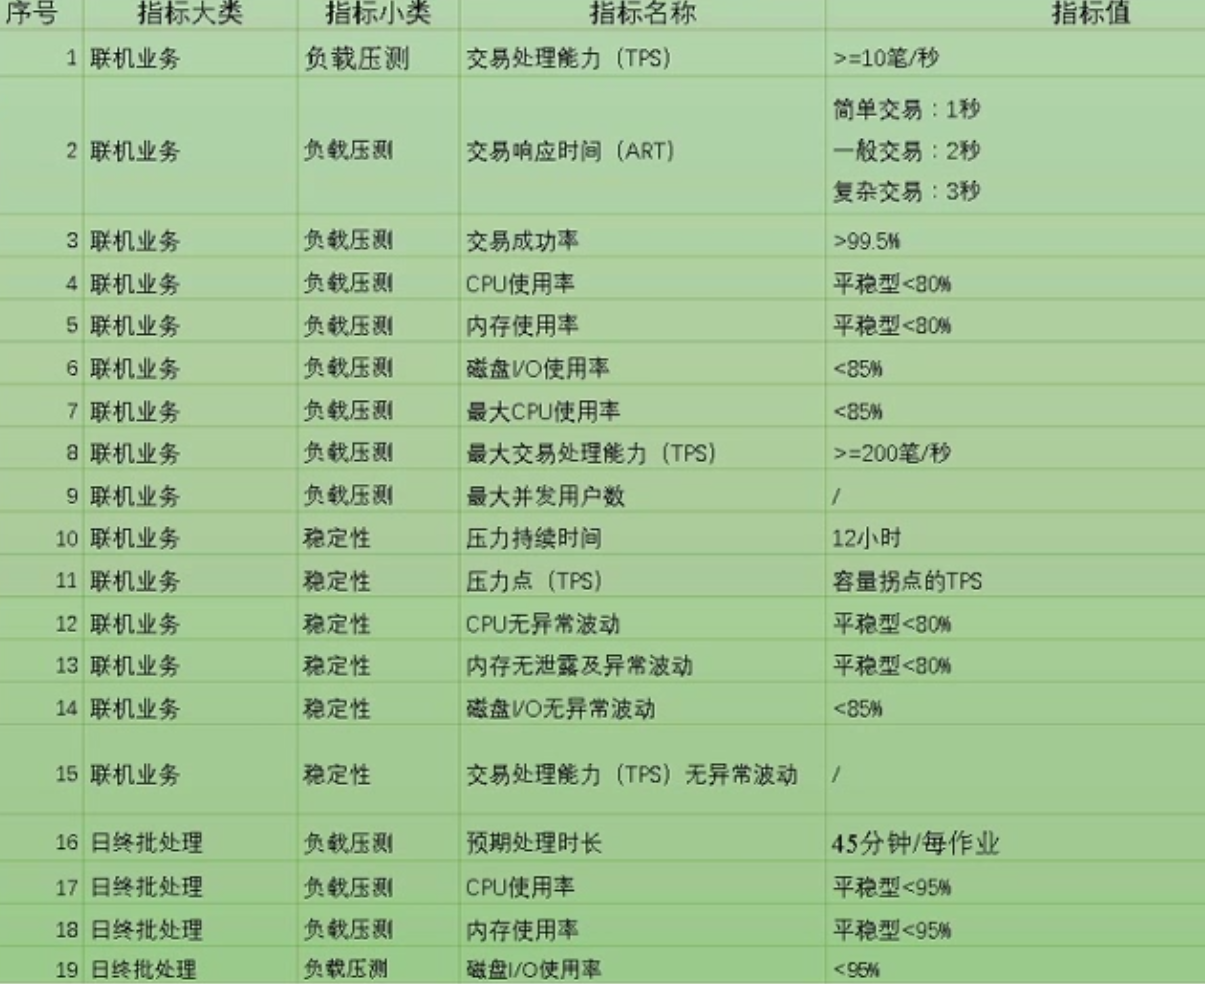 序号 指标大类 指标小类 指标名称 指标值
1 联机业务 负载压测 交易处理能力（TPS） >=10笔/秒
简单交易：1秒
2 联机业务 负载压测 交易响应时间（ART） 一般交易：2秒
复杂交易：3秒
3 联机业务 负载压测 交易成功率 >99.5%
4 联机业务 负载压测 CPU使用率 平稳型<80%
5 联机业务 负载压测 内存使用率 平稳型<80%
6 联机业务 负载压测 磁盘I/O使用率 <85%
7 联机业务 负载压测 最大CPU使用率 <85%
8 联机业务 负载压测 最大交易处理能力（TPS） >=200笔/秒
9 联机业务 负载压测 最大并发用户数 /
10 联机业务 稳定性 压力持续时间 12小时
11 联机业务 稳定性 压力点（TPS） 容量拐点的TPS
12 联机业务 稳定性 CPU无异常波动 平稳型<80%
13 联机业务 稳定性 内存无泄露及异常波动 平稳型<80%
14 联机业务 稳定性 磁盘I/O无异常波动 <85%
15 联机业务 稳定性 交易处理能力（TPS）无异常波动 /
16 日终批处理 负载压测 预期处理时长 45分钟/每作业
17 日终批处理 负载压测 CPU使用率 平稳型<95%
18 日终批处理 负载压测 内存使用率 平稳型<95%
19 日终批处理 负载压测 磁盘I/O使用率 <95%